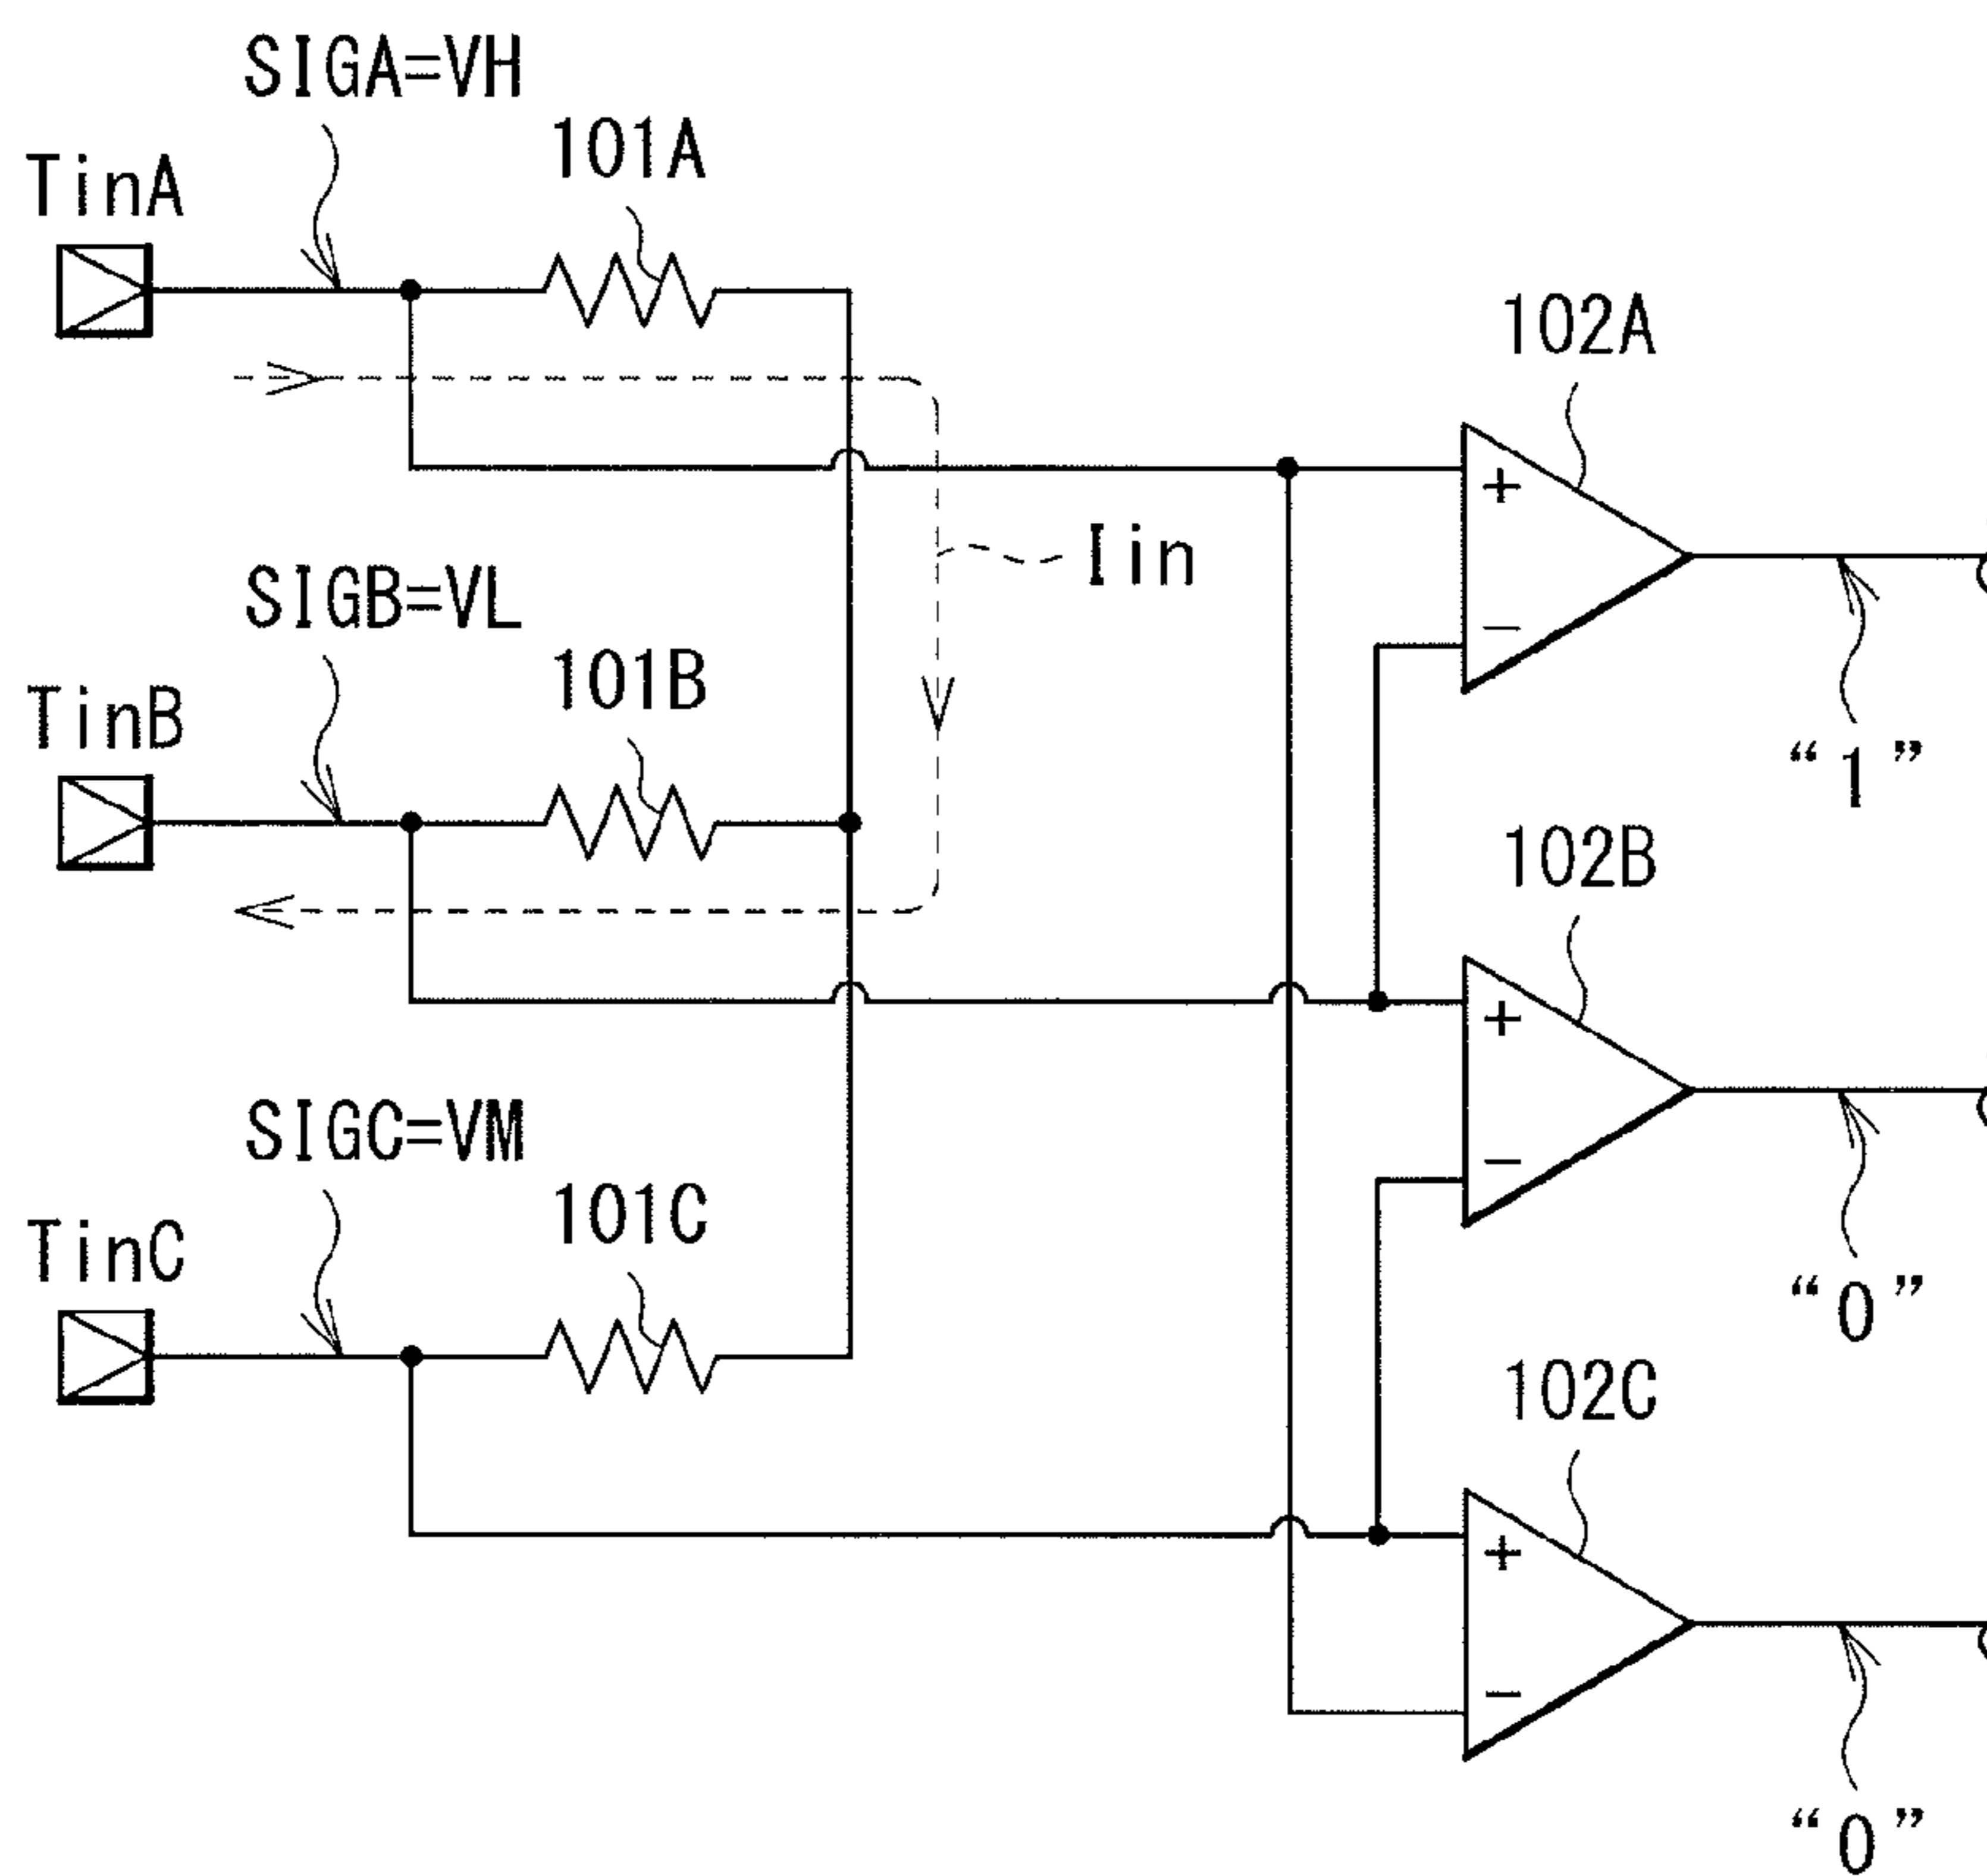 SIGA=VH
101A
TinA
102A
+
−
Iin
“1”
SIGB=VL
101B
TinB
102B
+
−
“0”
SIGC=VM
101C
TinC
102C
+
−
“0”